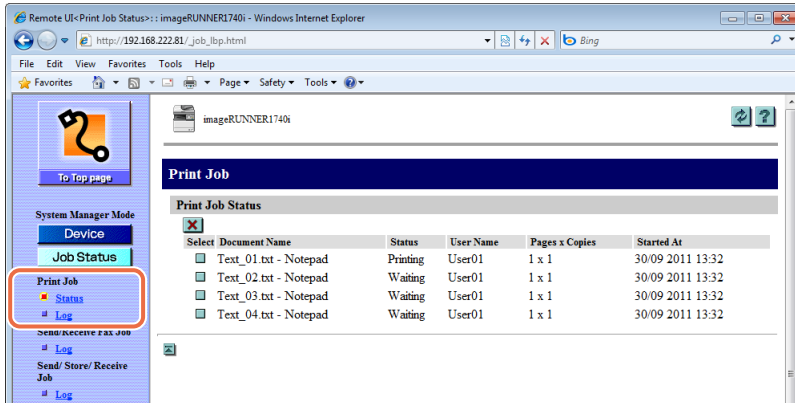 Remote UI<Print Job Status>: : imageRUNNER1740i - Windows Internet Explorer
http://192.168.222.81/_job_lbp.html
Bing
File Edit View Favorites Tools Help
Favorites Page Safety Tools
To Top page
System Manager Mode
Device
Job Status
Print Job
Status
Log
Send/Receive Fax Job
Log
Send/ Store/ Receive
Job
Log
imageRUNNER1740i
Print Job
Print Job Status
Select Document Name Status User Name Pages x Copies Started At
Text_01.txt - Notepad Printing User01 1 x 1 30/09 2011 13:32
Text_02.txt - Notepad Waiting User01 1 x 1 30/09 2011 13:32
Text_03.txt - Notepad Waiting User01 1 x 1 30/09 2011 13:32
Text_04.txt - Notepad Waiting User01 1 x 1 30/09 2011 13:32